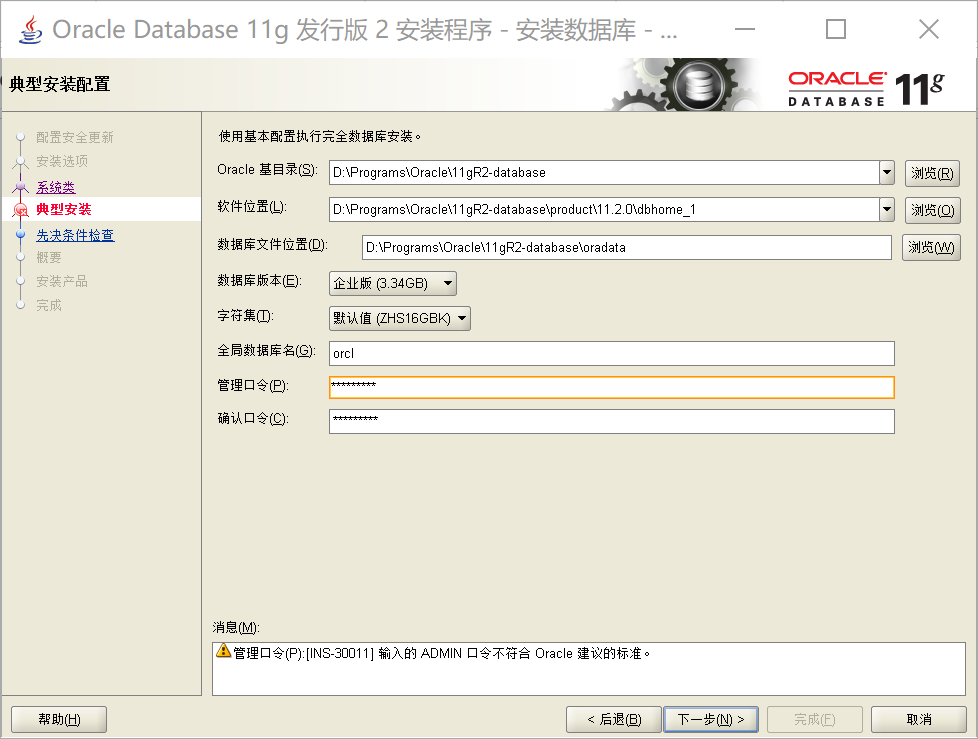 Oracle Database 11g 发行版 2 安装程序 - 安装数据库 - ...
典型安装配置
ORACLE DATABASE 11g
配置安全更新
安装选项
系统类
典型安装
先决条件检查
概要
安装产品
完成
使用基本配置执行完全数据库安装。
Oracle 基目录(S): D:\Programs\Oracle\11gR2-database 浏览(R)
软件位置(L): D:\Programs\Oracle\11gR2-database\product\11.2.0\dbhome_1 浏览(O)
数据库文件位置(D): D:\Programs\Oracle\11gR2-database\oradata 浏览(W)
数据库版本(E): 企业版 (3.34GB)
字符集(T): 默认值 (ZHS16GBK)
全局数据库名(G): orcl
管理口令(P): *********
确认口令(C): *********
消息(M):
管理口令(P):[INS-30011] 输入的 ADMIN 口令不符合 Oracle 建议的标准。
帮助(H) < 后退(B) 下一步(N) > 完成(F) 取消